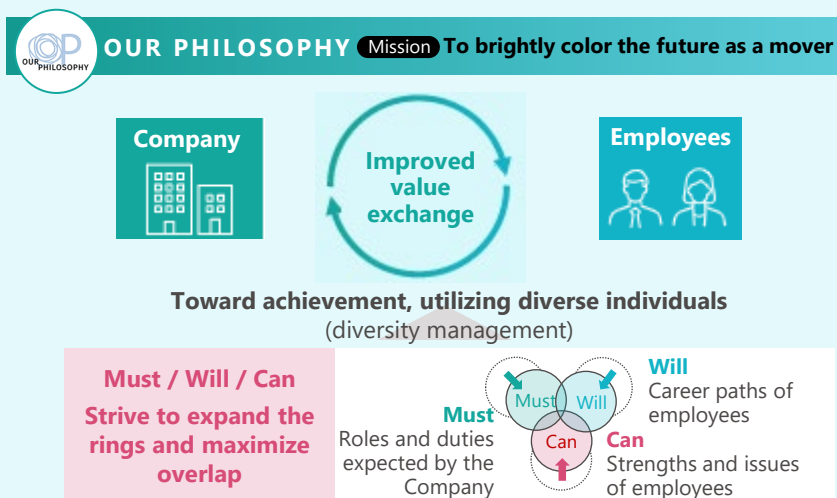 OUR PHILOSOPHY
OUR PHILOSOPHY Mission To brightly color the future as a mover
Company
Improved
value
exchange
Employees
Toward achievement, utilizing diverse individuals
(diversity management)
Must / Will / Can
Strive to expand the
rings and maximize
overlap
Must
Roles and duties
expected by the
Company
Must
Will
Can
Will
Career paths of
employees
Can
Strengths and issues
of employees